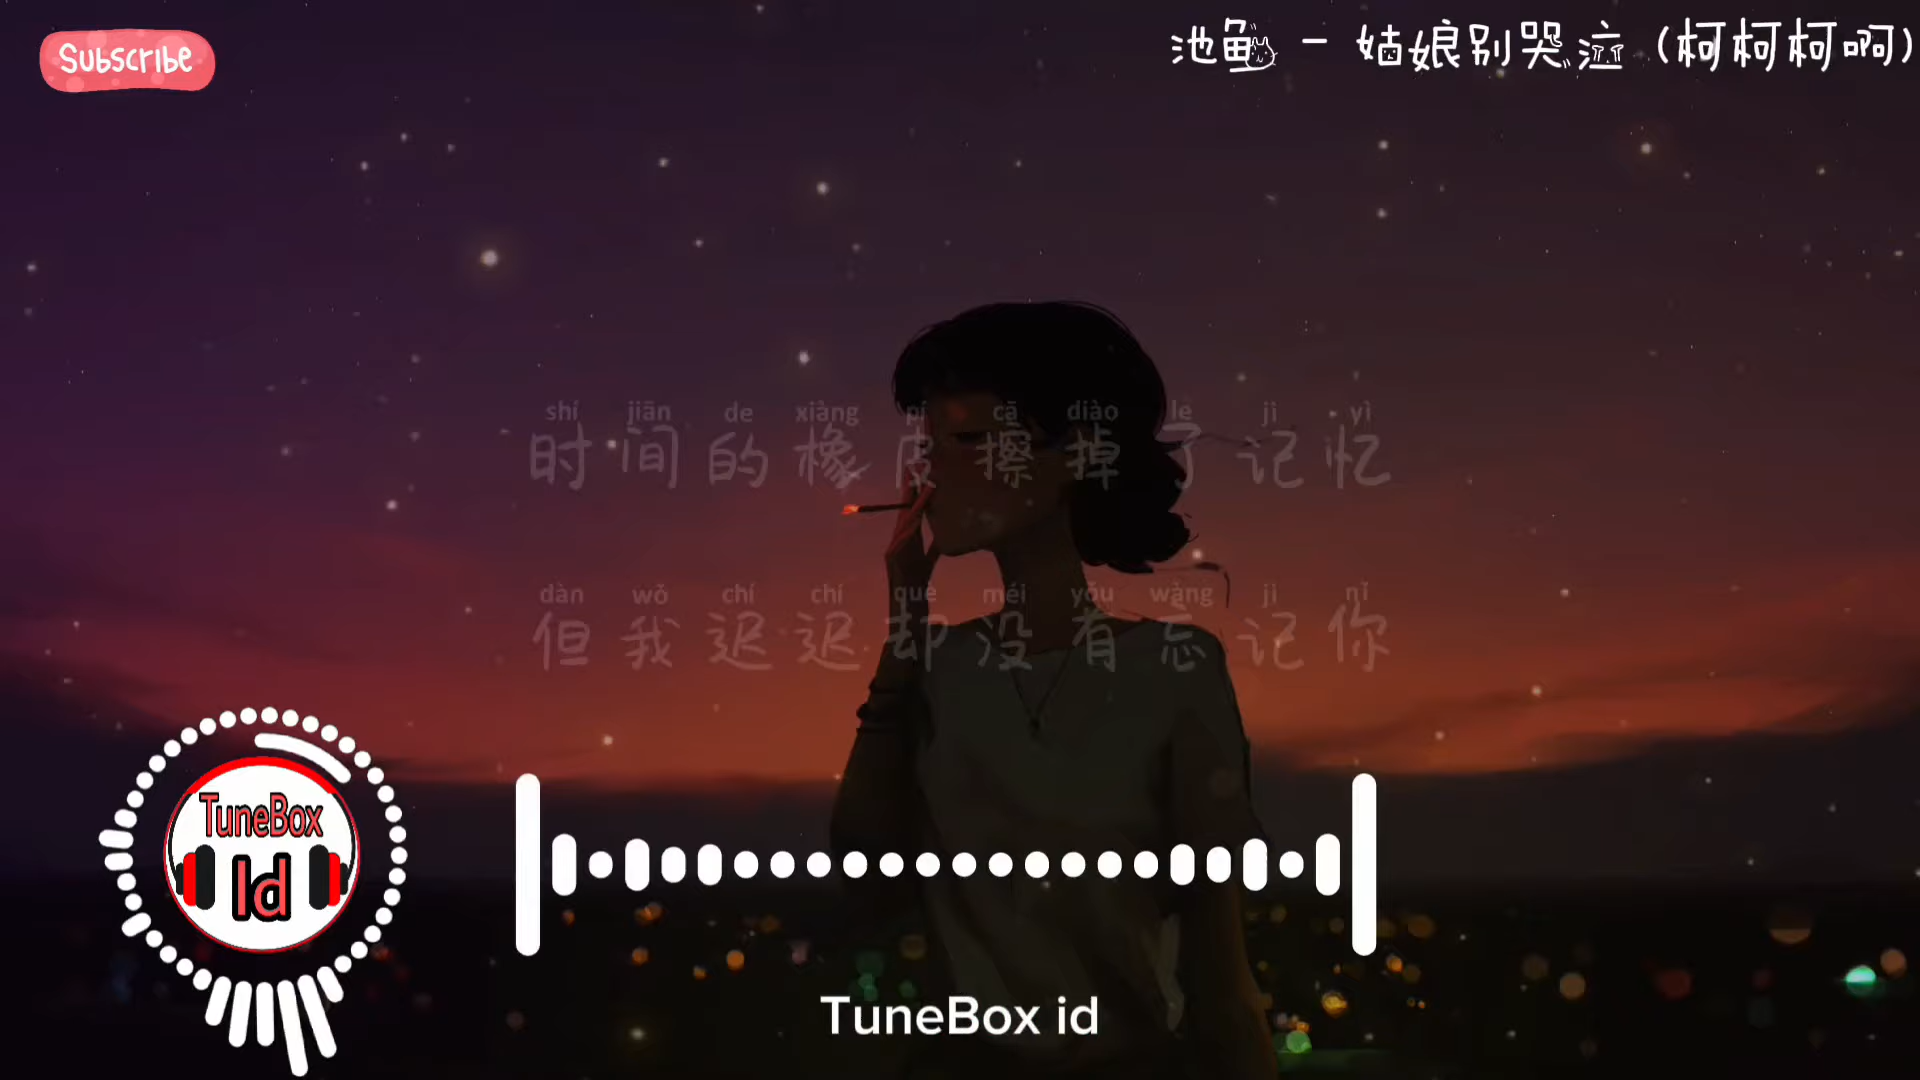 Subscribe
池鱼 - 姑娘别哭泣 (柯柯柯啊)
shí jiān de xiàng pí cā diào le jì yì
时间的橡皮擦掉了记忆
dàn wǒ chí chí què méi yǒu wàng jì nǐ
但我迟迟却没有忘记你
TuneBox
Id
TuneBox id